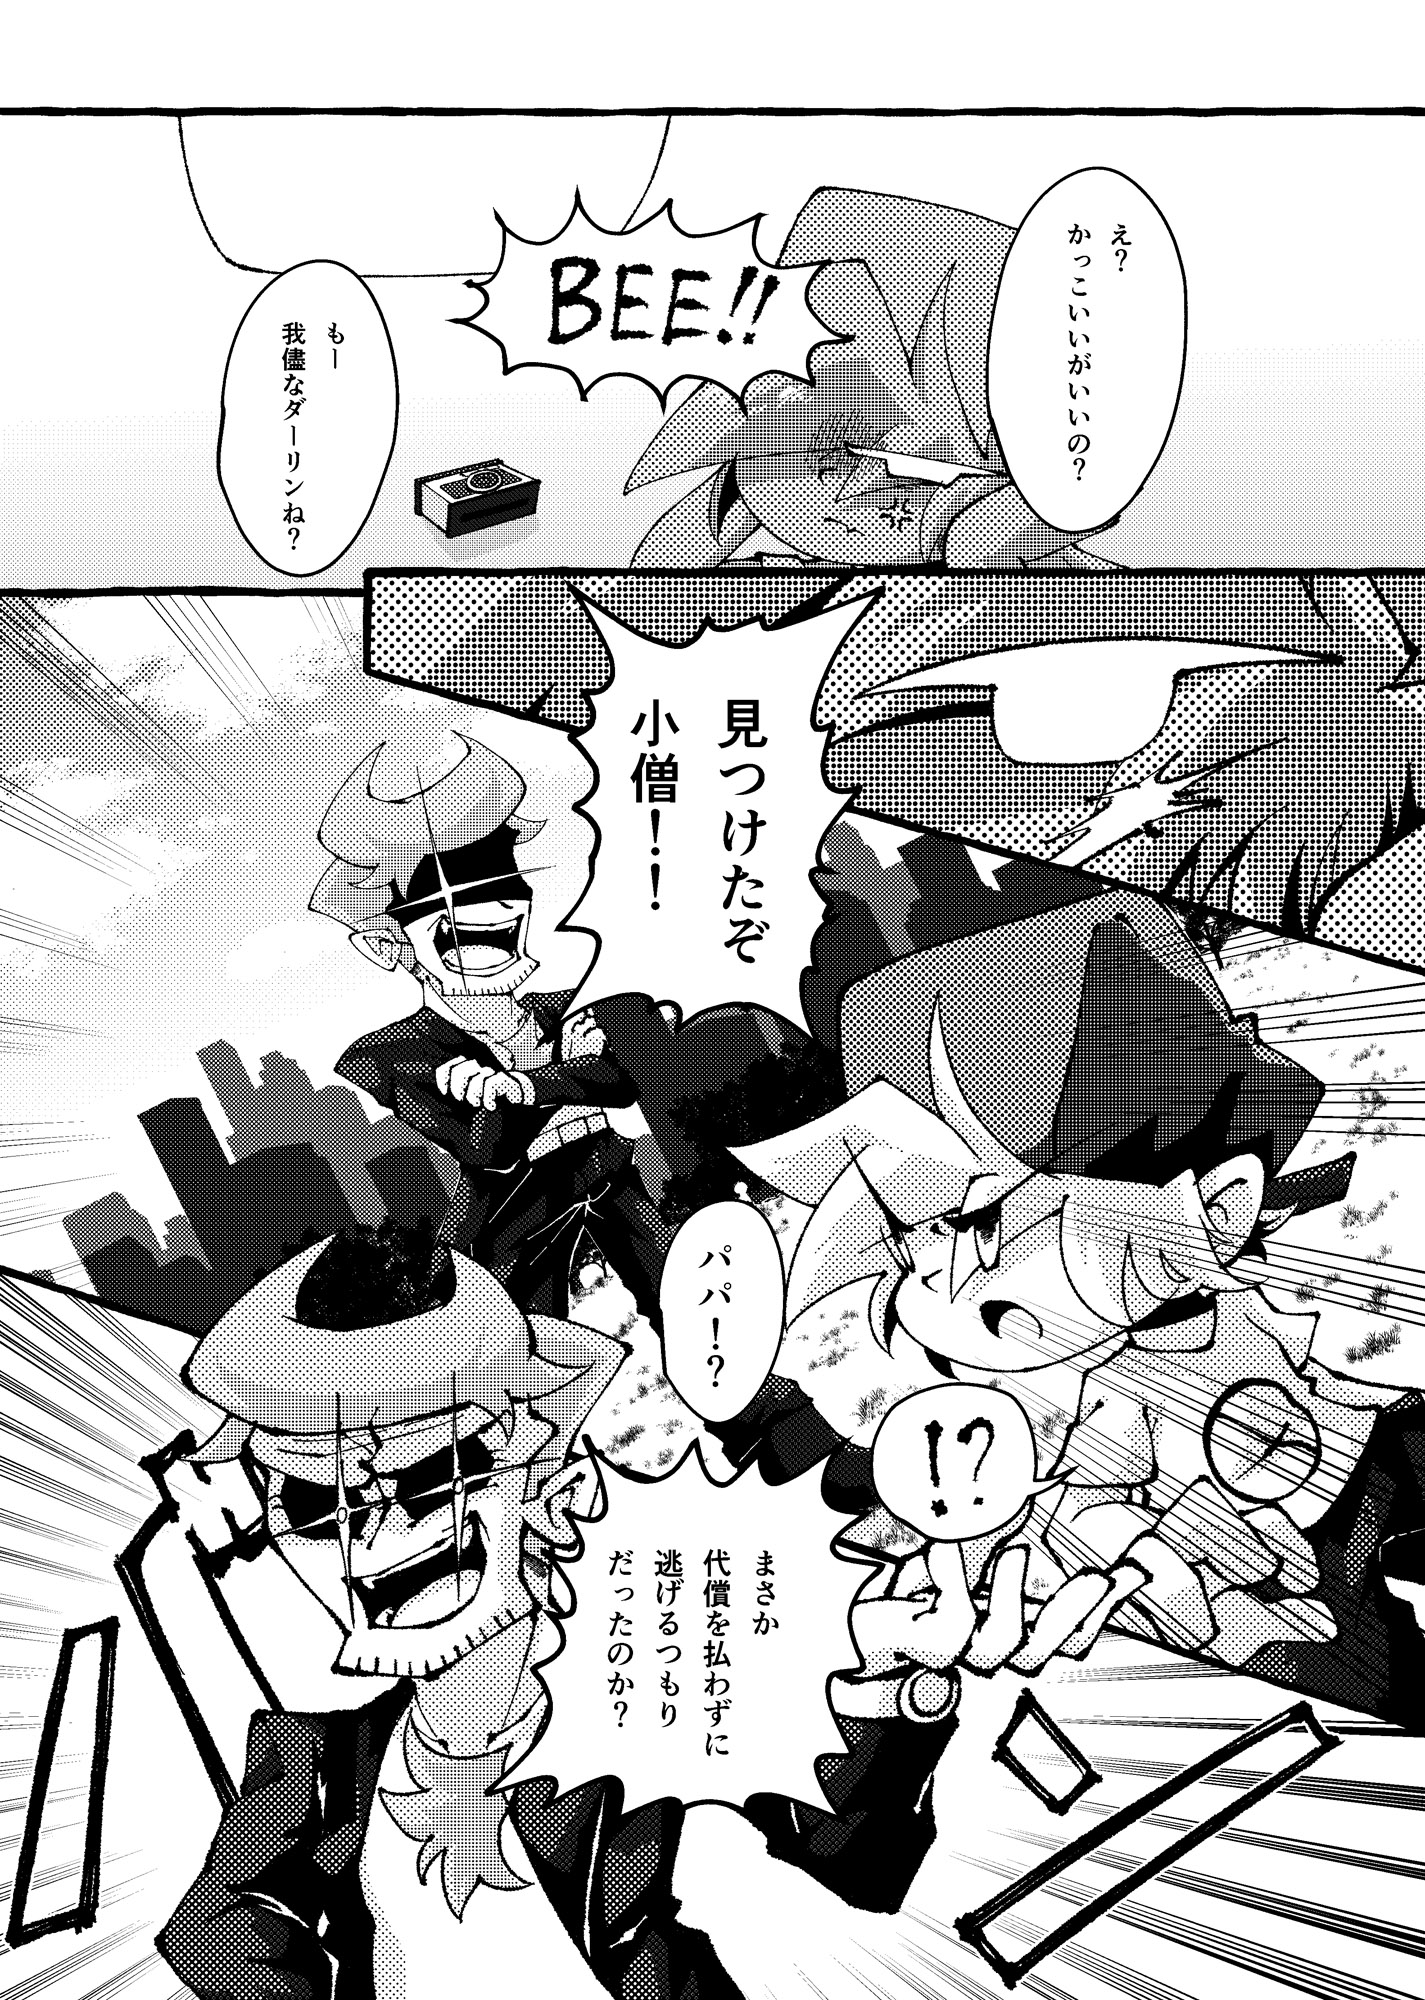 え？
かっこいいがいいの？
BEE!!
もー
我儘なダーリンね？
見つけたぞ
小僧！！
パパ！？
！？
まさか
代償を払わずに
逃げるつもり
だったのか？